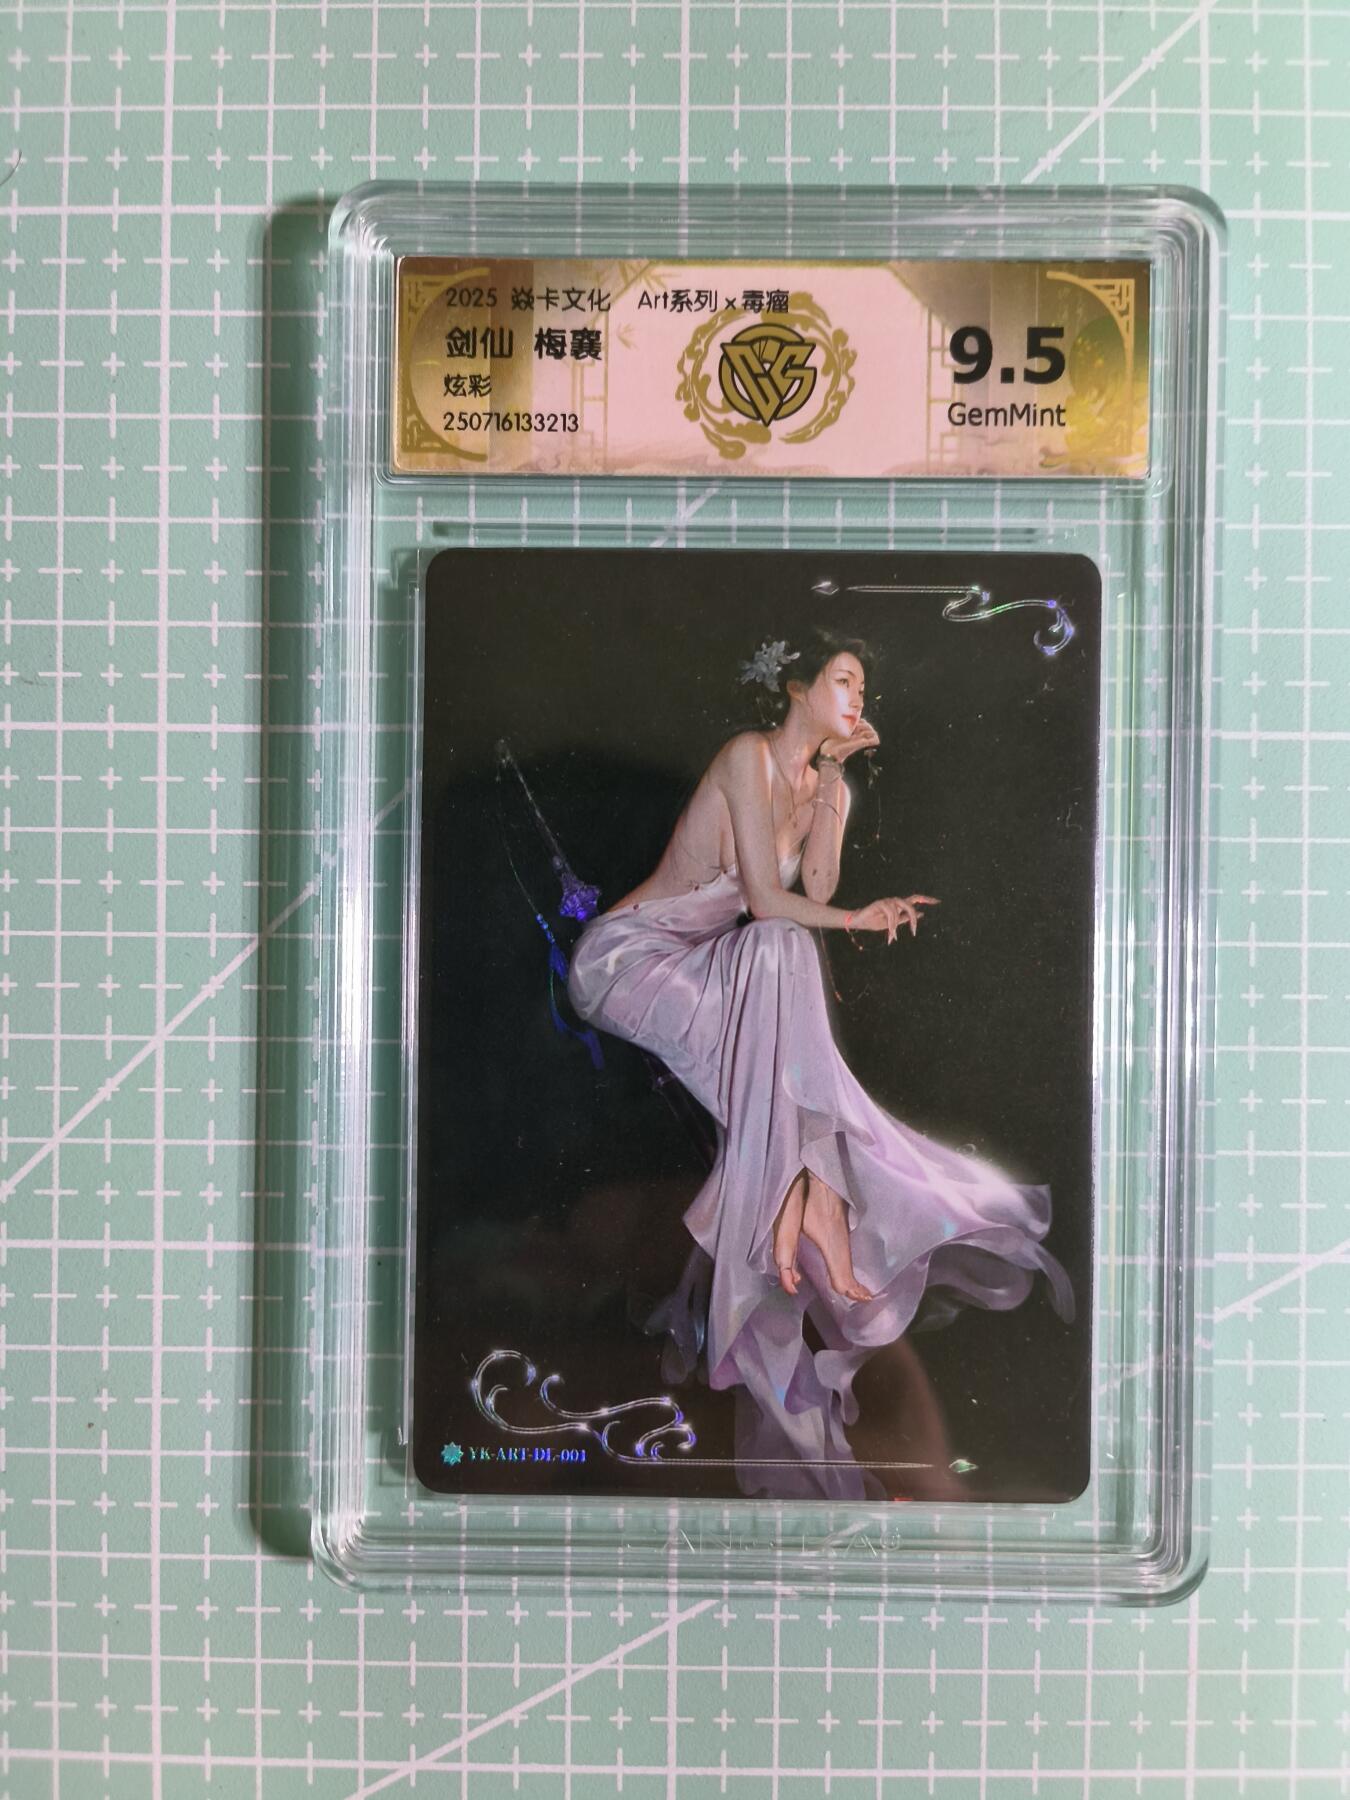 2025 焱卡文化 Art系列 x 毒瘤
剑仙 梅襄
炫彩
250716133213
9.5
GemMint
YK-ART-DL-001